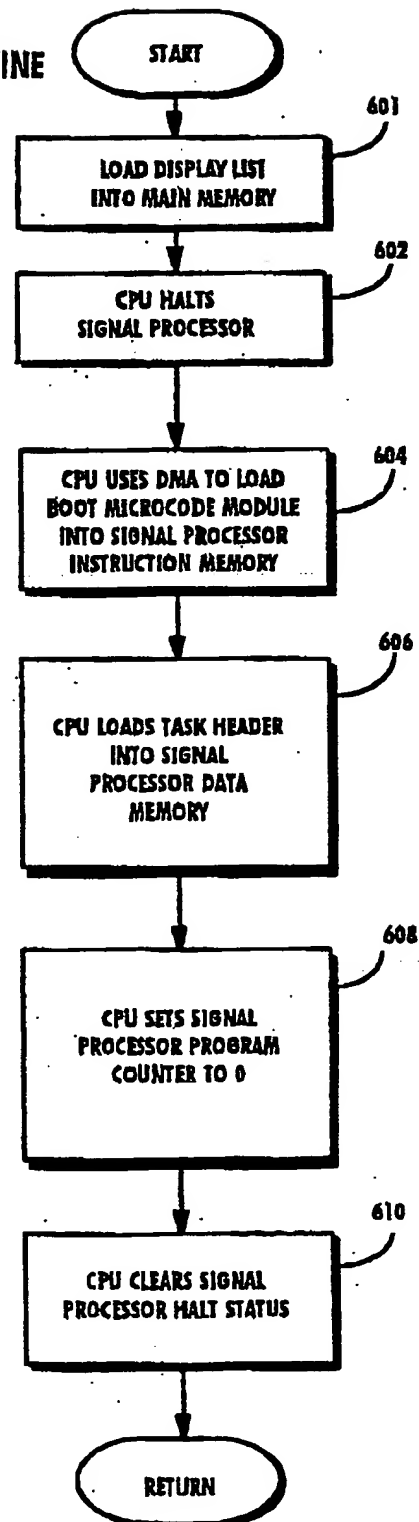 START
601
LOAD DISPLAY LIST
INTO MAIN MEMORY
602
CPU HALTS
SIGNAL PROCESSOR
604
CPU USES DMA TO LOAD
BOOT MICROCODE MODULE
INTO SIGNAL PROCESSOR
INSTRUCTION MEMORY
606
CPU LOADS TASK HEADER
INTO SIGNAL
PROCESSOR DATA
MEMORY
608
CPU SETS SIGNAL
PROCESSOR PROGRAM
COUNTER TO 0
610
CPU CLEARS SIGNAL
PROCESSOR HALT STATUS
RETURN